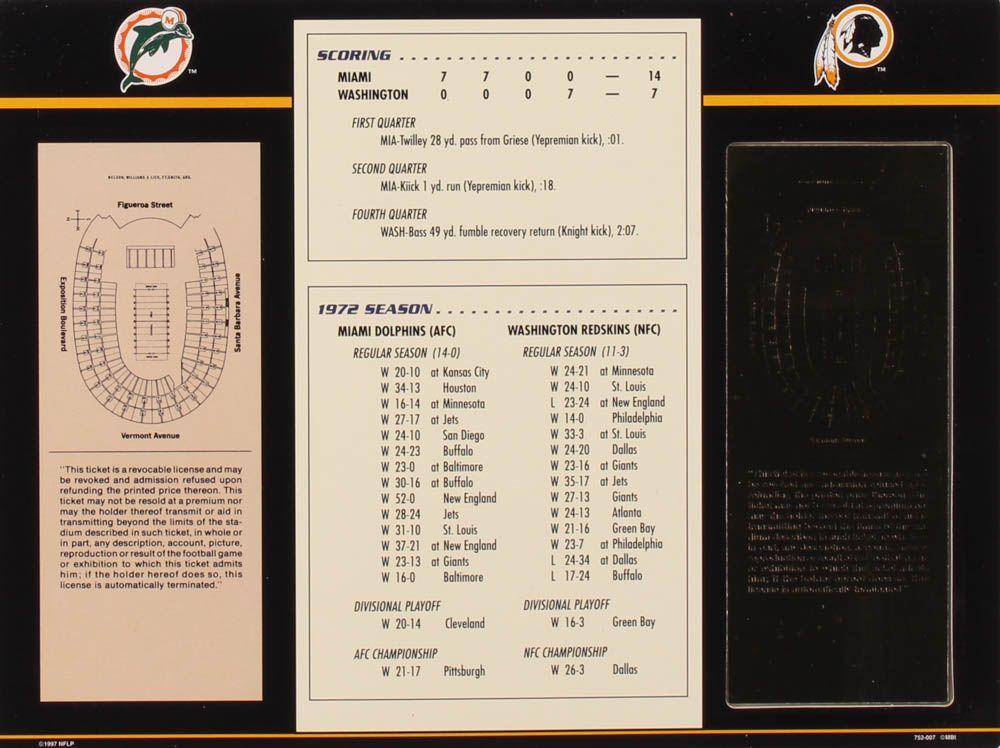 M
TM
TM
SCORING
MIAMI 7 7 0 0 — 14
WASHINGTON 0 0 0 7 — 7
FIRST QUARTER
MIA-Twilley 28 yd. pass from Griese (Yepremian kick), :01.
SECOND QUARTER
MIA-Kiick 1 yd. run (Yepremian kick), :18.
FOURTH QUARTER
WASH-Bass 49 yd. fumble recovery return (Knight kick), 2:07.
1972 SEASON
MIAMI DOLPHINS (AFC)
REGULAR SEASON (14-0)
W 20-10 at Kansas City
W 34-13 Houston
W 16-14 at Minnesota
W 27-17 at Jets
W 24-10 San Diego
W 24-23 Buffalo
W 23-0 at Baltimore
W 30-16 at Buffalo
W 52-0 New England
W 28-24 Jets
W 31-10 St. Louis
W 37-21 at New England
W 23-13 at Giants
W 16-0 Baltimore
DIVISIONAL PLAYOFF
W 20-14 Cleveland
AFC CHAMPIONSHIP
W 21-17 Pittsburgh
WASHINGTON REDSKINS (NFC)
REGULAR SEASON (11-3)
W 24-21 at Minnesota
W 24-10 St. Louis
L 23-24 at New England
W 14-0 Philadelphia
W 33-3 at St. Louis
W 24-20 Dallas
W 23-16 at Giants
W 35-17 at Jets
W 27-13 Giants
W 24-13 Atlanta
W 21-16 Green Bay
W 23-7 at Philadelphia
L 24-34 at Dallas
L 17-24 Buffalo
DIVISIONAL PLAYOFF
W 16-3 Green Bay
NFC CHAMPIONSHIP
W 26-3 Dallas
WELDON, WILLIAMS & LICK, FT. SMITH, ARK.
Figueroa Street
Exposition Boulevard
Santa Barbara Avenue
Vermont Avenue
"This ticket is a revocable license and may
be revoked and admission refused upon
refunding the printed price thereon. This
ticket may not be resold at a premium nor
may the holder thereof transmit or aid in
transmitting beyond the limits of the sta-
dium described in such ticket, in whole or
in part, any description, account, picture,
reproduction or result of the football game
or exhibition to which this ticket admits
him; if the holder hereof does so, this
license is automatically terminated."
©1997 NFLP
752-007 ©MBI